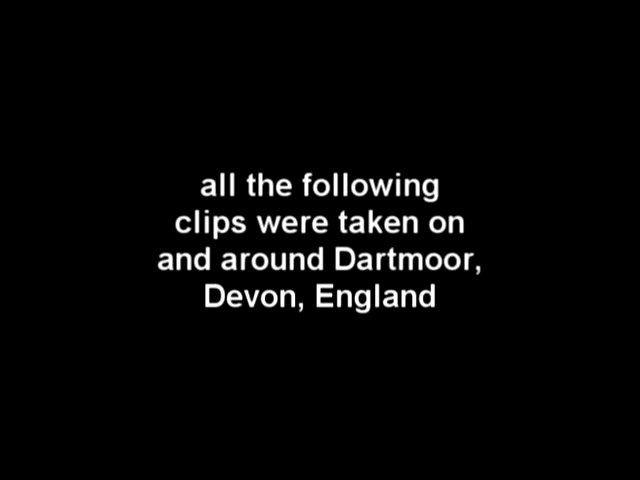 all the following
clips were taken on
and around Dartmoor,
Devon, England